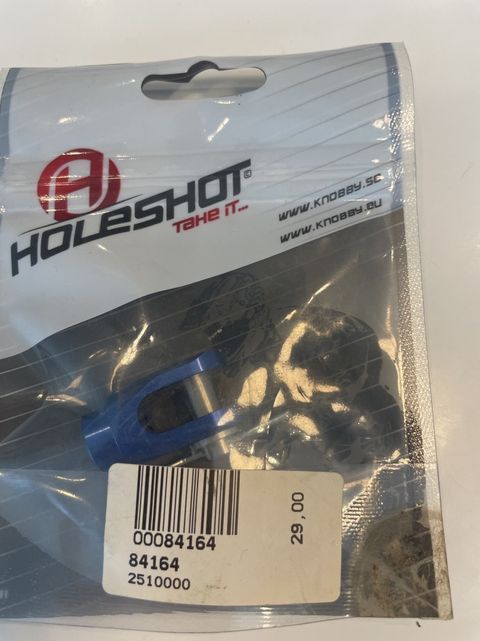 H
HOLESHOT©
TAKE IT...
www.KNOBBY.SE
www.KNOBBY.EU
00084164
84164
2510000
29,00